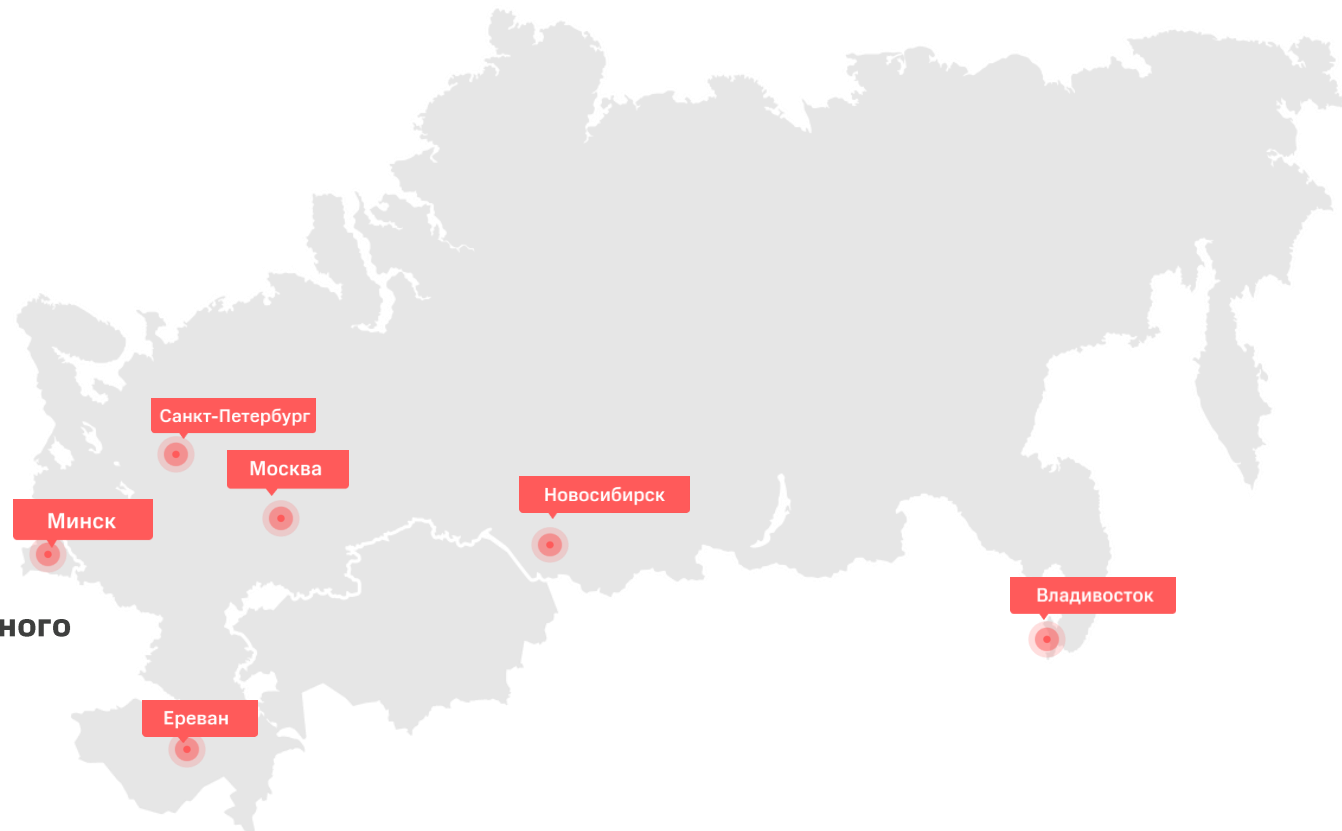 Санкт-Петербург
Москва
Новосибирск
Минск
Владивосток
ного
Ереван